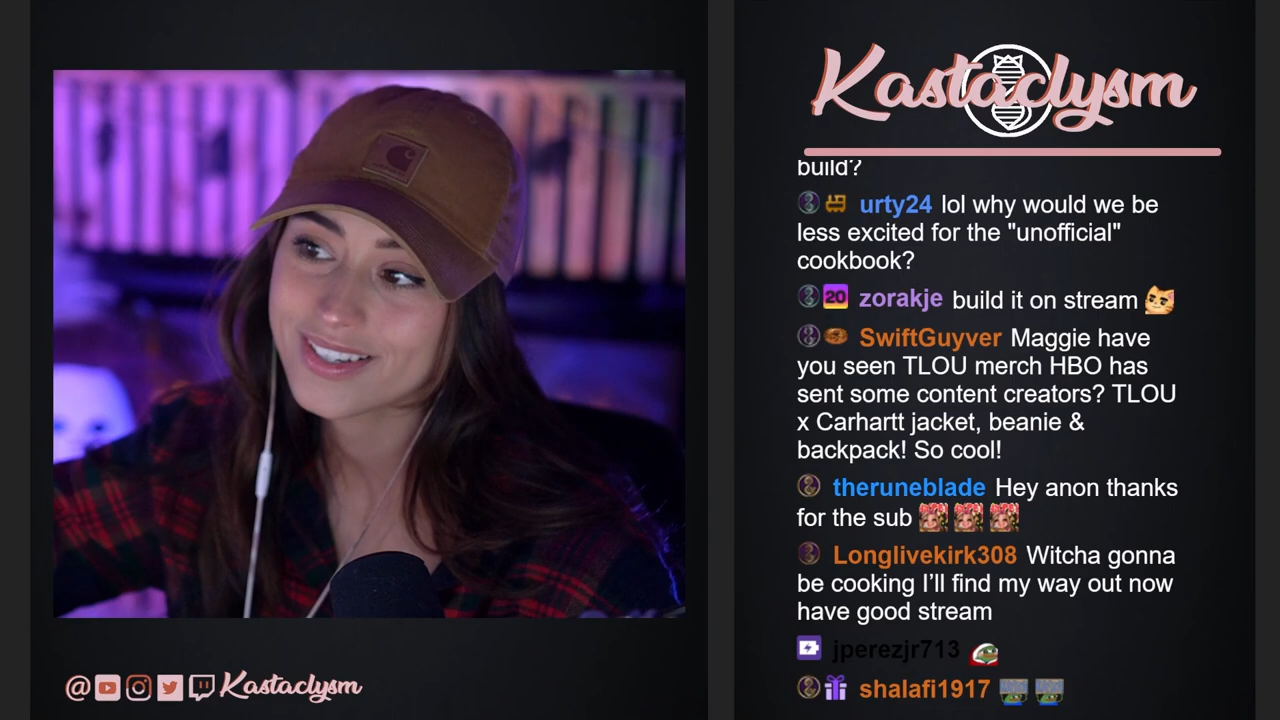 Kastaclysm
build?
urty24 lol why would we be
less excited for the "unofficial"
cookbook?
20 zorakje build it on stream
SwiftGuyver Maggie have
you seen TLOU merch HBO has
sent some content creators? TLOU
x Carhartt jacket, beanie &
backpack! So cool!
theruneblade Hey anon thanks
for the sub
Longlivekirk308 Witcha gonna
be cooking I’ll find my way out now
have good stream
jperezjr713
shalafi1917
@ Kastaclysm